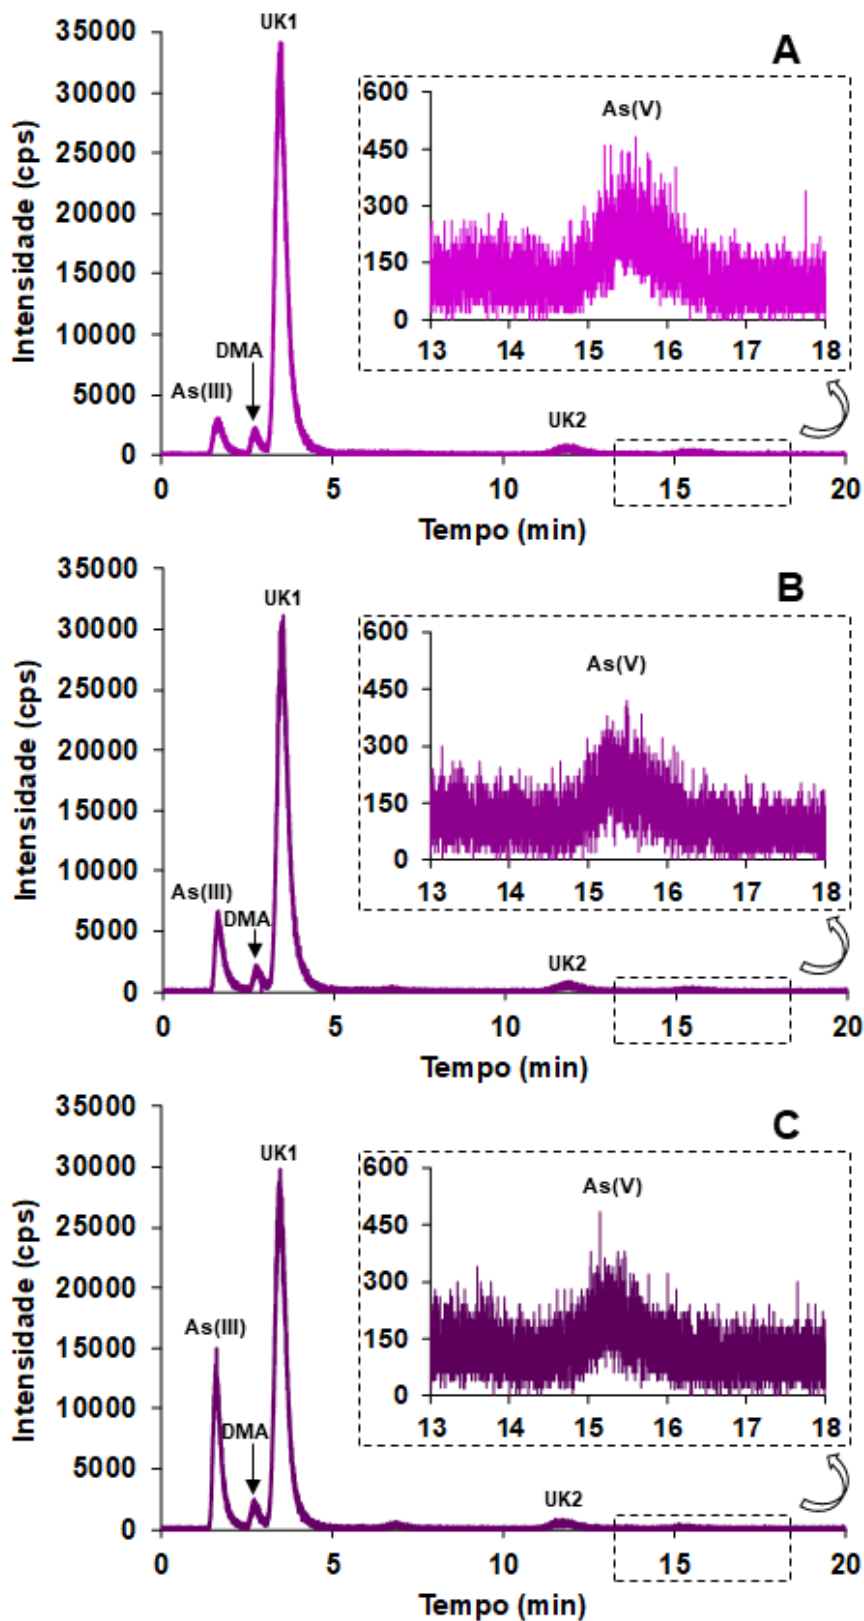 A
35000
30000
25000
20000
15000
10000
5000
0
Intensidade (cps)
UK1
DMA
As(III)
UK2
0 5 10 15 20
Tempo (min)
As(V)
600
450
300
150
0
13 14 15 16 17 18
B
35000
30000
25000
20000
15000
10000
5000
0
Intensidade (cps)
UK1
As(III)
DMA
UK2
0 5 10 15 20
Tempo (min)
As(V)
600
450
300
150
0
13 14 15 16 17 18
C
35000
30000
25000
20000
15000
10000
5000
0
Intensidade (cps)
UK1
As(III)
DMA
UK2
0 5 10 15 20
Tempo (min)
As(V)
600
450
300
150
0
13 14 15 16 17 18